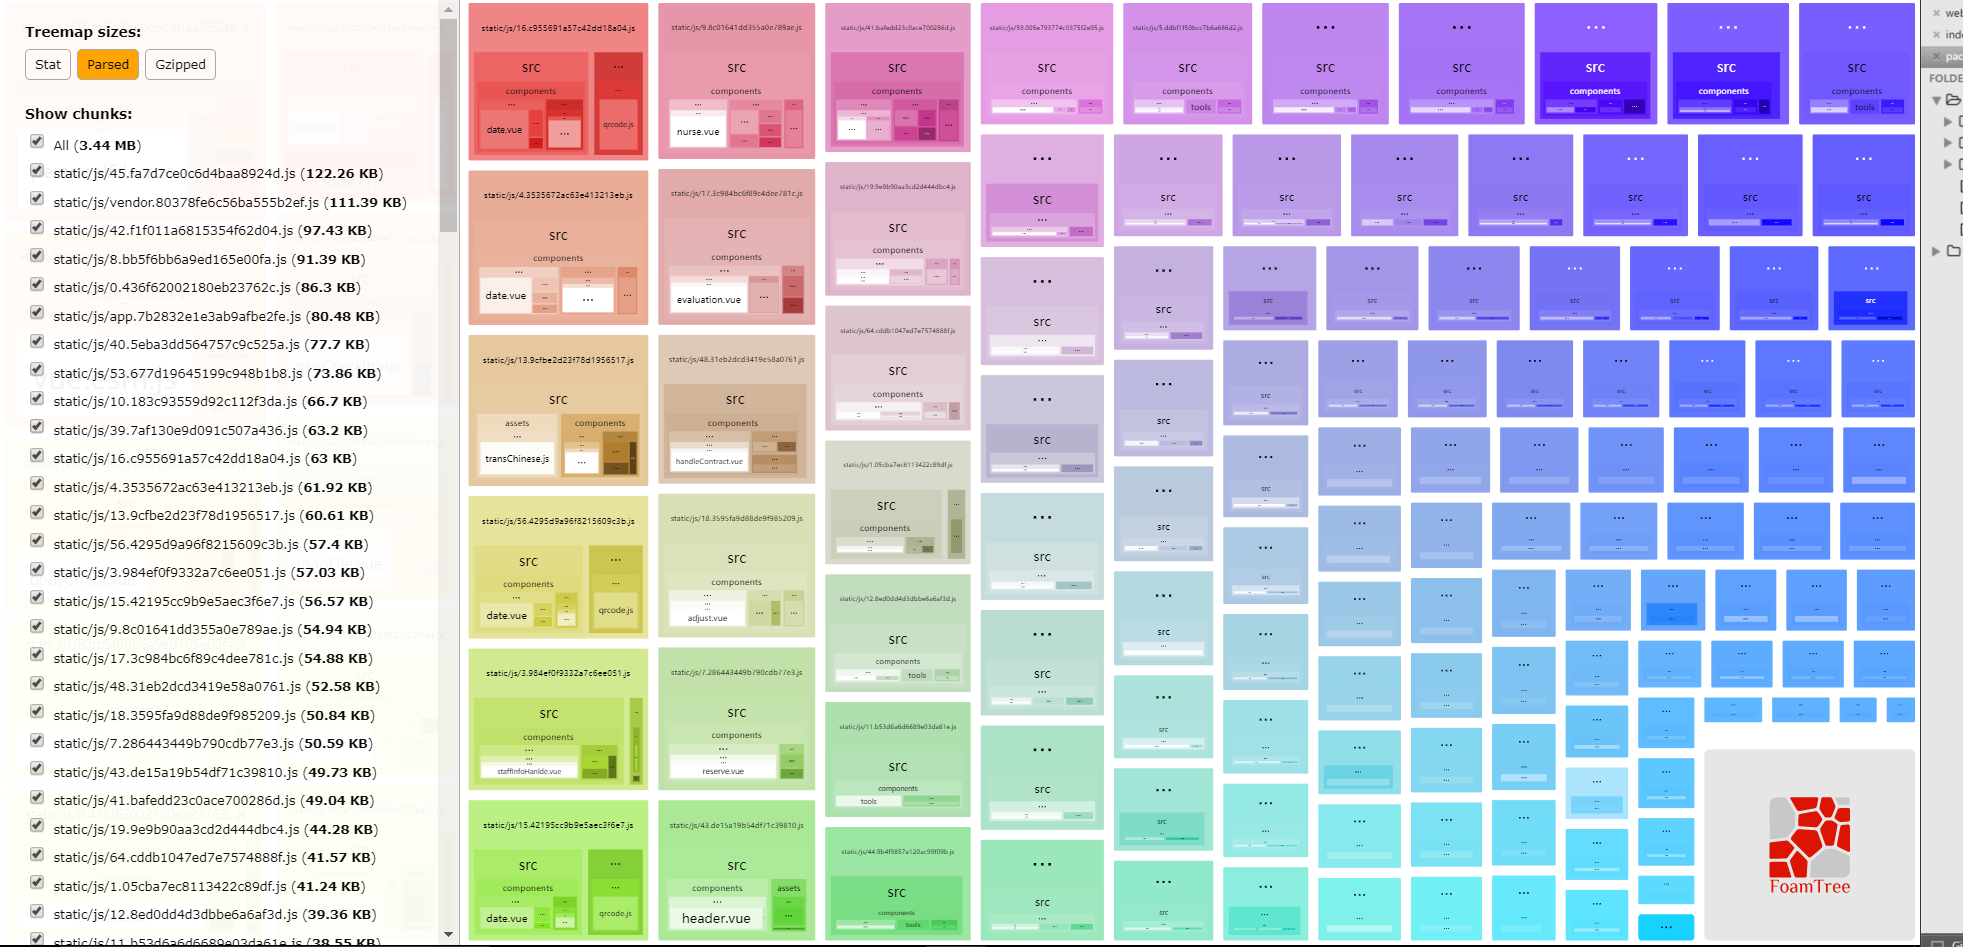 Treemap sizes:
Stat
Parsed
Gzipped
Show chunks:
All (3.44 MB)
static/js/45.fa7d7ce0c6d4baa8924d.js (122.26 KB)
static/js/vendor.80378fe6c56ba555b2ef.js (111.39 KB)
static/js/42.f1f011a6815354f62d04.js (97.43 KB)
static/js/8.bb5f6bb6a9ed165e00fa.js (91.39 KB)
static/js/0.436f62002180eb23762c.js (86.3 KB)
static/js/app.7b2832e1e3ab9afbe2fe.js (80.48 KB)
static/js/40.5eba3dd564757c9c525a.js (77.7 KB)
static/js/53.677d19645199c948b1b8.js (73.86 KB)
static/js/10.183c93559d92c112f3da.js (66.7 KB)
static/js/39.7af130e9d091c507a436.js (63.2 KB)
static/js/16.c955691a57c42dd18a04.js (63 KB)
static/js/4.3535672ac63e413213eb.js (61.92 KB)
static/js/13.9cfbe2d23f78d1956517.js (60.61 KB)
static/js/56.4295d9a96f8215609c3b.js (57.4 KB)
static/js/3.984ef0f9332a7c6ee051.js (57.03 KB)
static/js/15.42195cc9b9e5aec3f6e7.js (56.57 KB)
static/js/9.8c01641dd355a0e789ae.js (54.94 KB)
static/js/17.3c984bc6f89c4dee781c.js (54.88 KB)
static/js/48.31eb2dcd3419e58a0761.js (52.58 KB)
static/js/18.3595fa9d88de9f985209.js (50.84 KB)
static/js/7.286443449b790cdb77e3.js (50.59 KB)
static/js/43.de15a19b54df71c39810.js (49.73 KB)
static/js/41.bafedd23c0ace700286d.js (49.04 KB)
static/js/19.9e9b90aa3cd2d444dbc4.js (44.28 KB)
static/js/64.cddb1047ed7e7574888f.js (41.57 KB)
static/js/1.05cba7ec8113422c89df.js (41.24 KB)
static/js/12.8ed0dd4d3dbbe6a6af3d.js (39.36 KB)
static/js/11.b53d6a6d6689e03da61e.js (38.55 KB)
static/js/16.c955691a57c42dd18a04.js
src
components
date.vue
qrcode.js
static/js/4.3535672ac63e413213eb.js
src
components
date.vue
static/js/13.9cfbe2d23f78d1956517.js
src
assets
components
transChinese.js
static/js/56.4295d9a96f8215609c3b.js
src
components
date.vue
qrcode.js
static/js/3.984ef0f9332a7c6ee051.js
src
components
staffInfoHanlde.vue
static/js/15.42195cc9b9e5aec3f6e7.js
src
components
date.vue
qrcode.js
static/js/9.8c01641dd355a0e789ae.js
src
components
nurse.vue
static/js/17.3c984bc6f89c4dee781c.js
src
components
evaluation.vue
static/js/48.31eb2dcd3419e58a0761.js
src
components
handleContract.vue
static/js/18.3595fa9d88de9f985209.js
src
components
adjust.vue
static/js/7.286443449b790cdb77e3.js
src
components
reserve.vue
static/js/43.de15a19b54df71c39810.js
src
components
assets
header.vue
static/js/41.bafedd23c0ace700286d.js
src
components
static/js/19.9e9b90aa3cd2d444dbc4.js
src
components
static/js/64.cddb1047ed7e7574888f.js
src
components
static/js/1.05cba7ec8113422c89df.js
src
components
static/js/12.8ed0dd4d3dbbe6a6af3d.js
src
components
tools
static/js/11.b53d6a6d6689e03da61e.js
src
components
tools
static/js/44.9b4f9857a120ac99f09b.js
src
components
tools
static/js/59.005e793774c0375f2e95.js
src
components
static/js/5.ddbf1f50bcc7b6a686d2.js
src
components
tools
src
components
src
components
src
components
src
components
src
components
tools
FoamTree
FOLDE